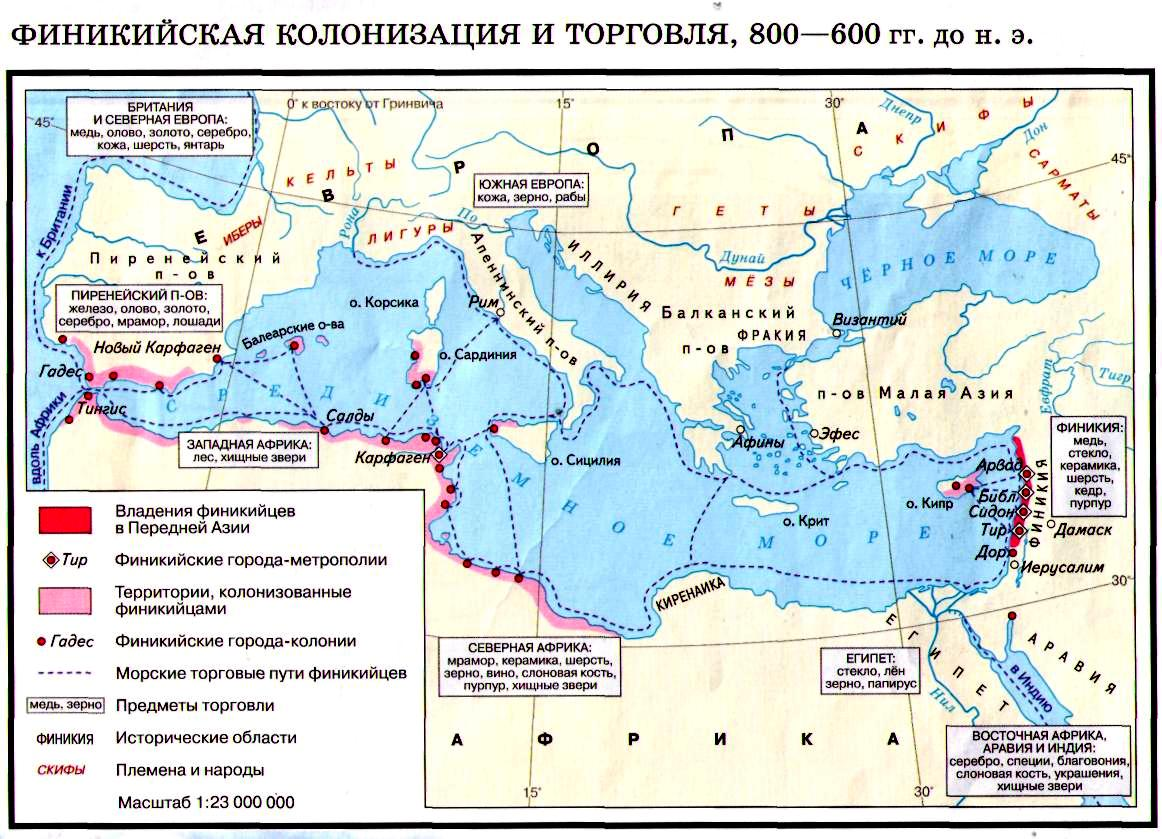 ФИНИКИЙСКАЯ КОЛОНИЗАЦИЯ И ТОРГОВЛЯ, 800—600 гг. до н. э.
БРИТАНИЯ
И СЕВЕРНАЯ ЕВРОПА:
медь, олово, золото, серебро,
кожа, шерсть, янтарь
0° к востоку от Гринвича
15°
30°
45°
45°
Днепр
СКИФЫ
Дон
САРМАТЫ
ЕВРОПА
КЕЛЬТЫ
ЮЖНАЯ ЕВРОПА:
кожа, зерно, рабы
ГЕТЫ
к Британии
ИБЕРЫ
Рона
ЛИГУРЫ
По
Дунай
МЁЗЫ
ЧЁРНОЕ МОРЕ
Пиренейский
п-ов
Апеннинский п-ов
ИЛЛИРИЯ
ПИРЕНЕЙСКИЙ П-ОВ:
железо, олово, золото,
серебро, мрамор, лошади
о. Корсика
Рим
Балканский
п-ов
ФРАКИЯ
Византий
Новый Карфаген
Балеарские о-ва
о. Сардиния
Гадес
Тингис
вдоль Африки
п-ов Малая Азия
Евфрат
Тигр
СРЕДИЗЕМНОЕ МОРЕ
Салды
ЗАПАДНАЯ АФРИКА:
лес, хищные звери
Карфаген
о. Сицилия
Афины
Эфес
ФИНИКИЯ:
медь,
стекло,
керамика,
шерсть,
кедр,
пурпур
Арвад
Библ
Сидон
Тир
Дор
ФИНИКИЯ
Дамаск
Иерусалим
о. Кипр
о. Крит
КИРЕНАИКА
30°
СЕВЕРНАЯ АФРИКА:
мрамор, керамика, шерсть,
зерно, вино, слоновая кость,
пурпур, хищные звери
ЕГИПЕТ:
стекло, лён
зерно, папирус
ЕГИПЕТ
Нил
АРАВИЯ
в Индию
ВОСТОЧНАЯ АФРИКА,
АРАВИЯ И ИНДИЯ:
серебро, специи, благовония,
слоновая кость, украшения,
хищные звери
АФРИКА
15°
30°
Владения финикийцев
в Передней Азии
Тир Финикийские города-метрополии
Территории, колонизованные
финикийцами
Гадес Финикийские города-колонии
Морские торговые пути финикийцев
медь, зерно Предметы торговли
ФИНИКИЯ Исторические области
СКИФЫ Племена и народы
Масштаб 1:23 000 000